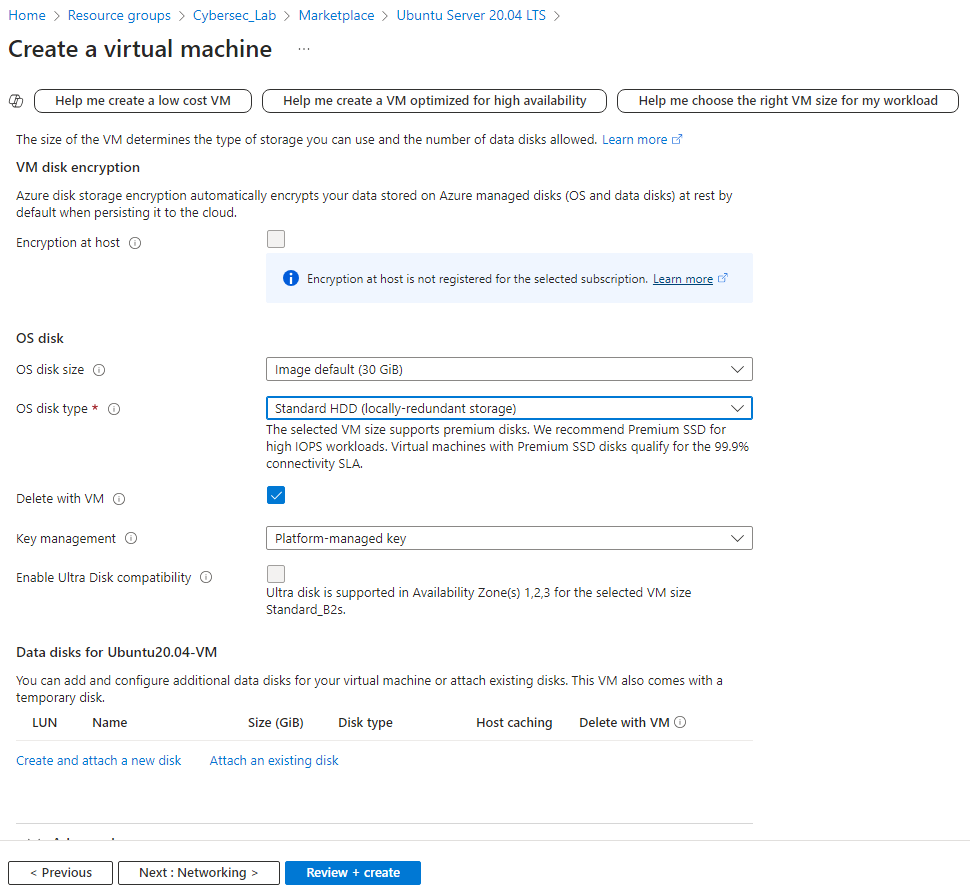 Home > Resource groups > Cybersec_Lab > Marketplace > Ubuntu Server 20.04 LTS >
Create a virtual machine ...
Help me create a low cost VM
Help me create a VM optimized for high availability
Help me choose the right VM size for my workload
The size of the VM determines the type of storage you can use and the number of data disks allowed. Learn more
VM disk encryption
Azure disk storage encryption automatically encrypts your data stored on Azure managed disks (OS and data disks) at rest by
default when persisting it to the cloud.
Encryption at host
Encryption at host is not registered for the selected subscription. Learn more
OS disk
OS disk size
Image default (30 GiB)
OS disk type *
Standard HDD (locally-redundant storage)
The selected VM size supports premium disks. We recommend Premium SSD for
high IOPS workloads. Virtual machines with Premium SSD disks qualify for the 99.9%
connectivity SLA.
Delete with VM
Key management
Platform-managed key
Enable Ultra Disk compatibility
Ultra disk is supported in Availability Zone(s) 1,2,3 for the selected VM size
Standard_B2s.
Data disks for Ubuntu20.04-VM
You can add and configure additional data disks for your virtual machine or attach existing disks. This VM also comes with a
temporary disk.
LUN Name Size (GiB) Disk type Host caching Delete with VM
Create and attach a new disk Attach an existing disk
< Previous
Next : Networking >
Review + create